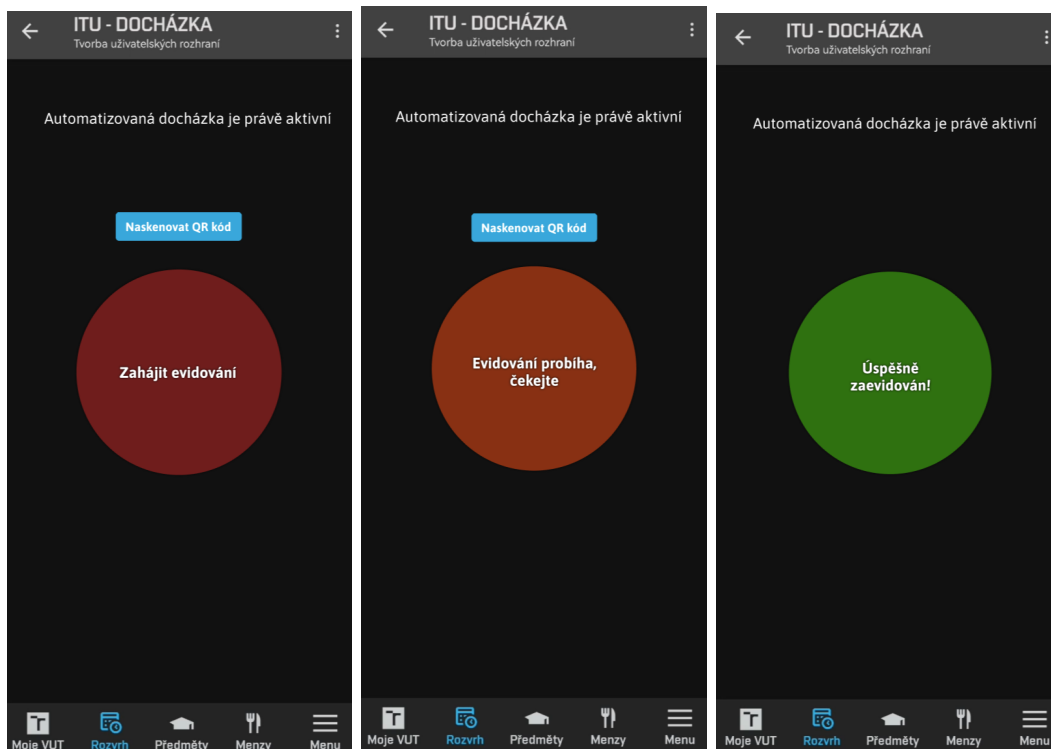 ITU - DOCHÁZKA
Tvorba uživatelských rozhraní
Automatizovaná docházka je právě aktivní
Naskenovat QR kód
Zahájit evidování
Moje VUT
Rozvrh
Předměty
Menzy
Menu
ITU - DOCHÁZKA
Tvorba uživatelských rozhraní
Automatizovaná docházka je právě aktivní
Naskenovat QR kód
Evidování probíha,
čekejte
Moje VUT
Rozvrh
Předměty
Menzy
Menu
ITU - DOCHÁZKA
Tvorba uživatelských rozhraní
Automatizovaná docházka je právě aktivní
Úspěšně
zaevidován!
Moje VUT
Rozvrh
Předměty
Menzy
Menu